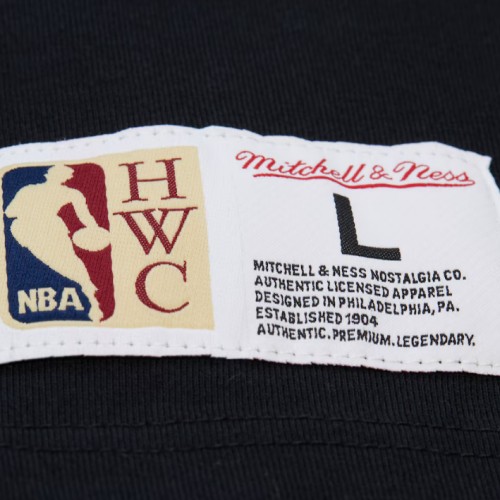 NBA
H
W
C
Mitchell & Ness
L
MITCHELL & NESS NOSTALGIA CO.
AUTHENTIC LICENSED APPAREL
DESIGNED IN PHILADELPHIA, PA.
ESTABLISHED 1904
AUTHENTIC.PREMIUM.LEGENDARY.